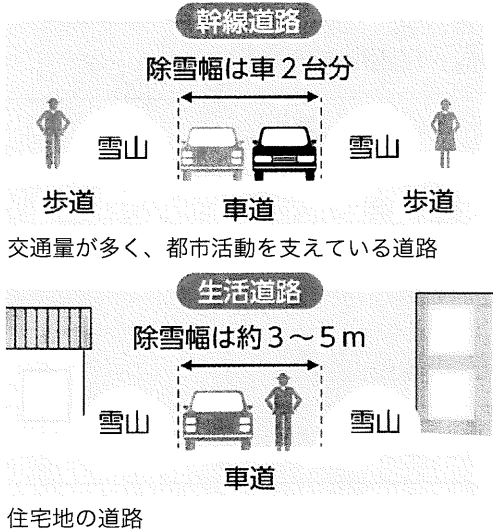 幹線道路
除雪幅は車２台分
雪山
雪山
歩道
車道
歩道
交通量が多く、都市活動を支えている道路
生活道路
除雪幅は約３～５ｍ
雪山
雪山
車道
住宅地の道路